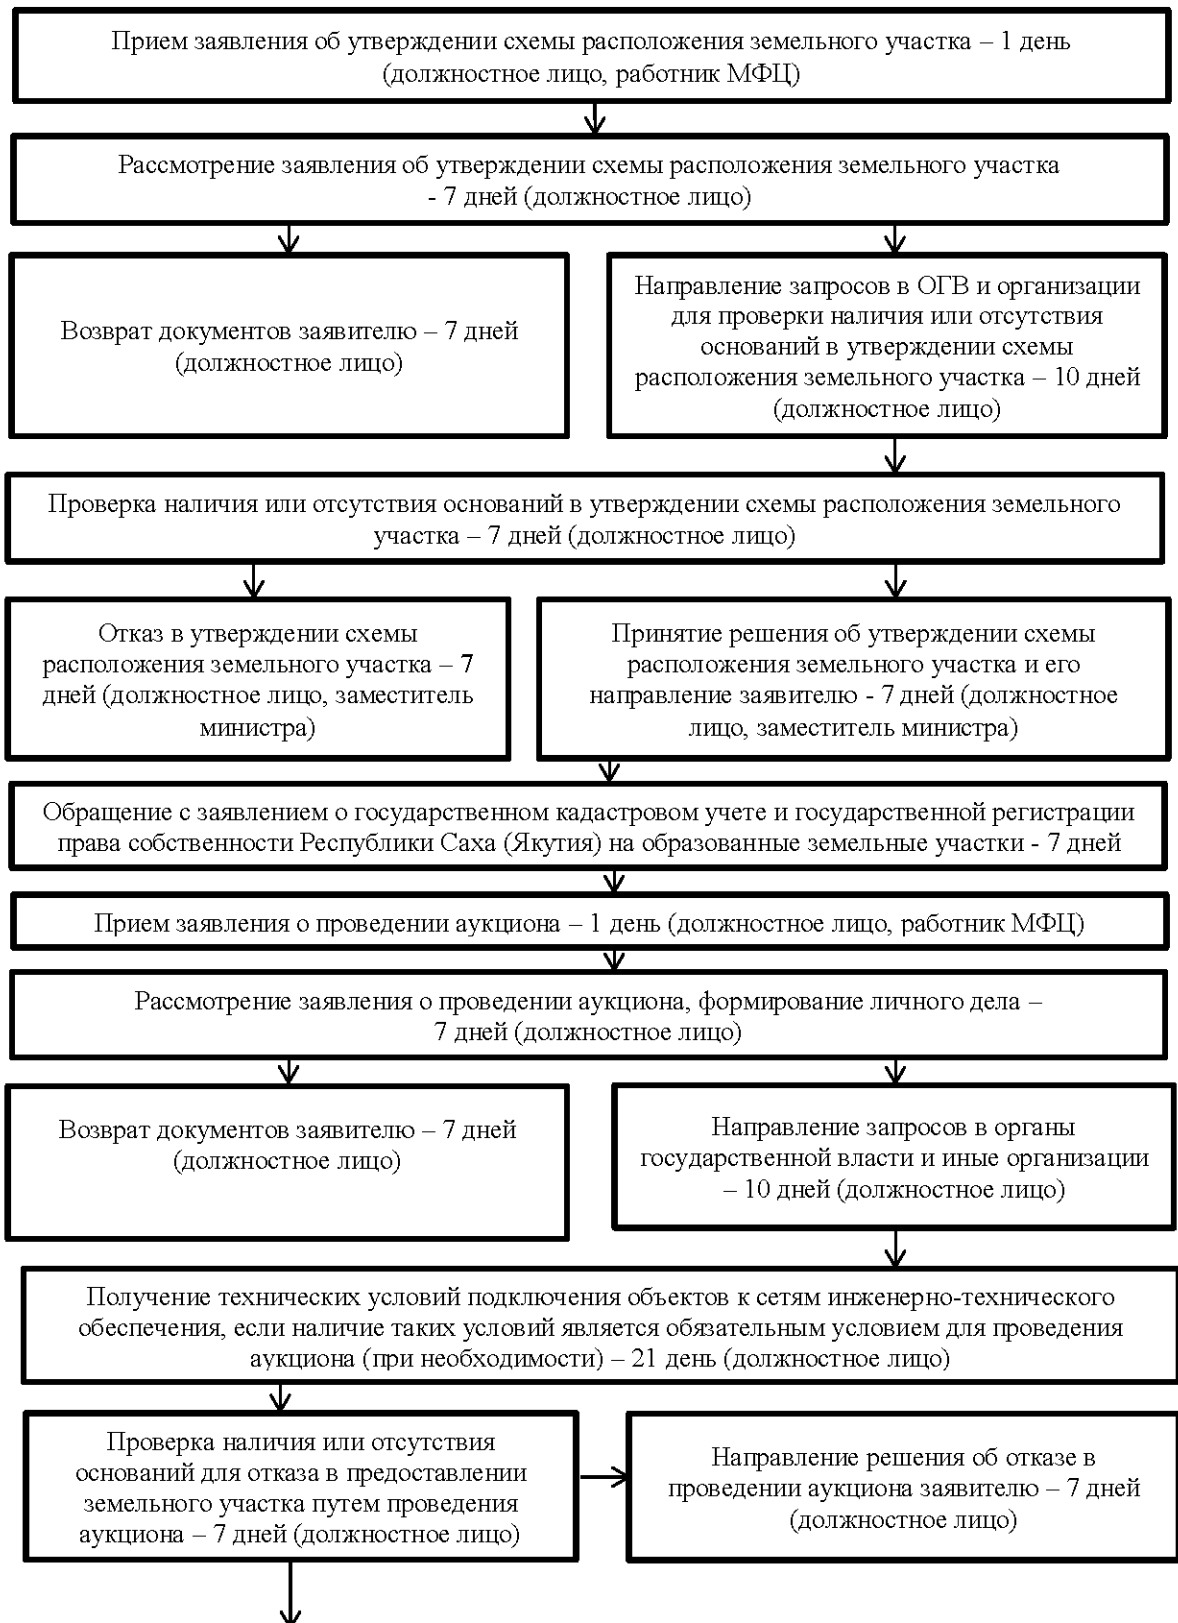 Прием заявления об утверждении схемы расположения земельного участка – 1 день
(должностное лицо, работник МФЦ)
Рассмотрение заявления об утверждении схемы расположения земельного участка
- 7 дней (должностное лицо)
Возврат документов заявителю – 7 дней
(должностное лицо)
Направление запросов в ОГВ и организации
для проверки наличия или отсутствия
оснований в утверждении схемы
расположения земельного участка – 10 дней
(должностное лицо)
Проверка наличия или отсутствия оснований в утверждении схемы расположения земельного
участка – 7 дней (должностное лицо)
Отказ в утверждении схемы
расположения земельного участка – 7
дней (должностное лицо, заместитель
министра)
Принятие решения об утверждении схемы
расположения земельного участка и его
направление заявителю - 7 дней (должностное
лицо, заместитель министра)
Обращение с заявлением о государственном кадастровом учете и государственной регистрации
права собственности Республики Саха (Якутия) на образованные земельные участки - 7 дней
Прием заявления о проведении аукциона – 1 день (должностное лицо, работник МФЦ)
Рассмотрение заявления о проведении аукциона, формирование личного дела –
7 дней (должностное лицо)
Возврат документов заявителю – 7 дней
(должностное лицо)
Направление запросов в органы
государственной власти и иные организации
– 10 дней (должностное лицо)
Получение технических условий подключения объектов к сетям инженерно-технического
обеспечения, если наличие таких условий является обязательным условием для проведения
аукциона (при необходимости) – 21 день (должностное лицо)
Проверка наличия или отсутствия
оснований для отказа в предоставлении
земельного участка путем проведения
аукциона – 7 дней (должностное лицо)
Направление решения об отказе в
проведении аукциона заявителю – 7 дней
(должностное лицо)